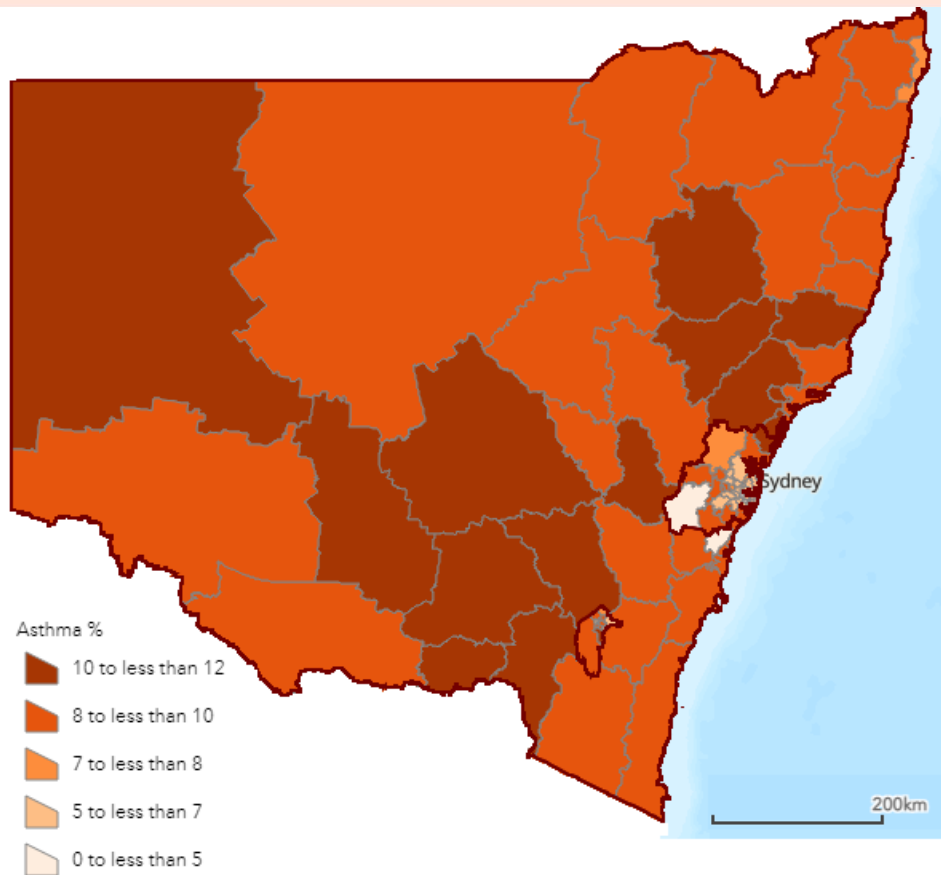 Sydney
Asthma %
10 to less than 12
8 to less than 10
7 to less than 8
5 to less than 7
0 to less than 5
200km